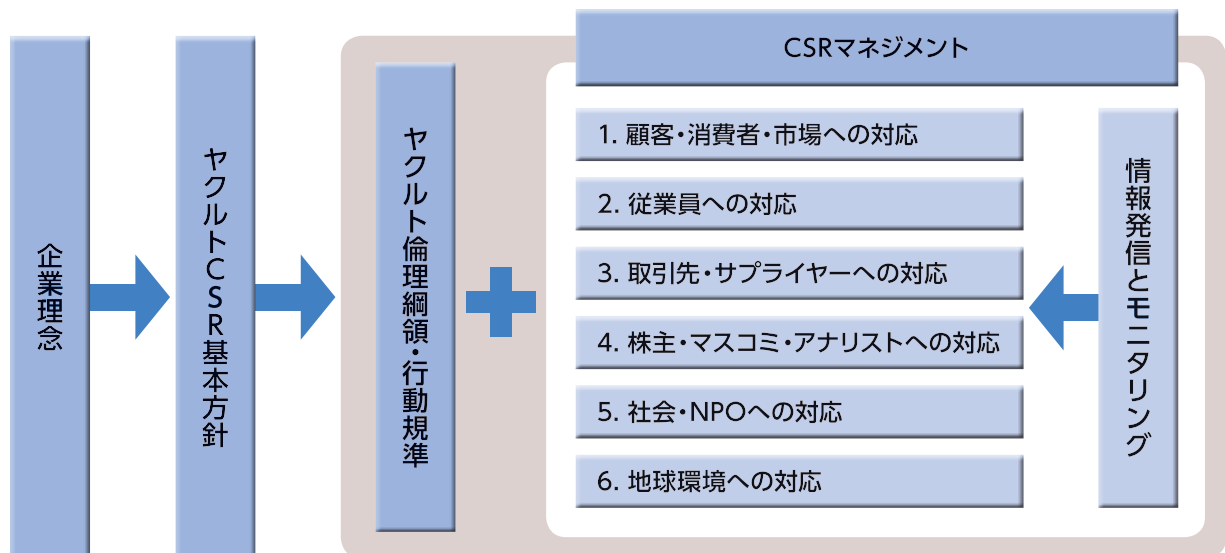 企業理念
ヤクルトCSR基本方針
ヤクルト倫理綱領・行動規準
CSRマネジメント
1. 顧客・消費者・市場への対応
2. 従業員への対応
3. 取引先・サプライヤーへの対応
4. 株主・マスコミ・アナリストへの対応
5. 社会・NPOへの対応
6. 地球環境への対応
情報発信とモニタリング